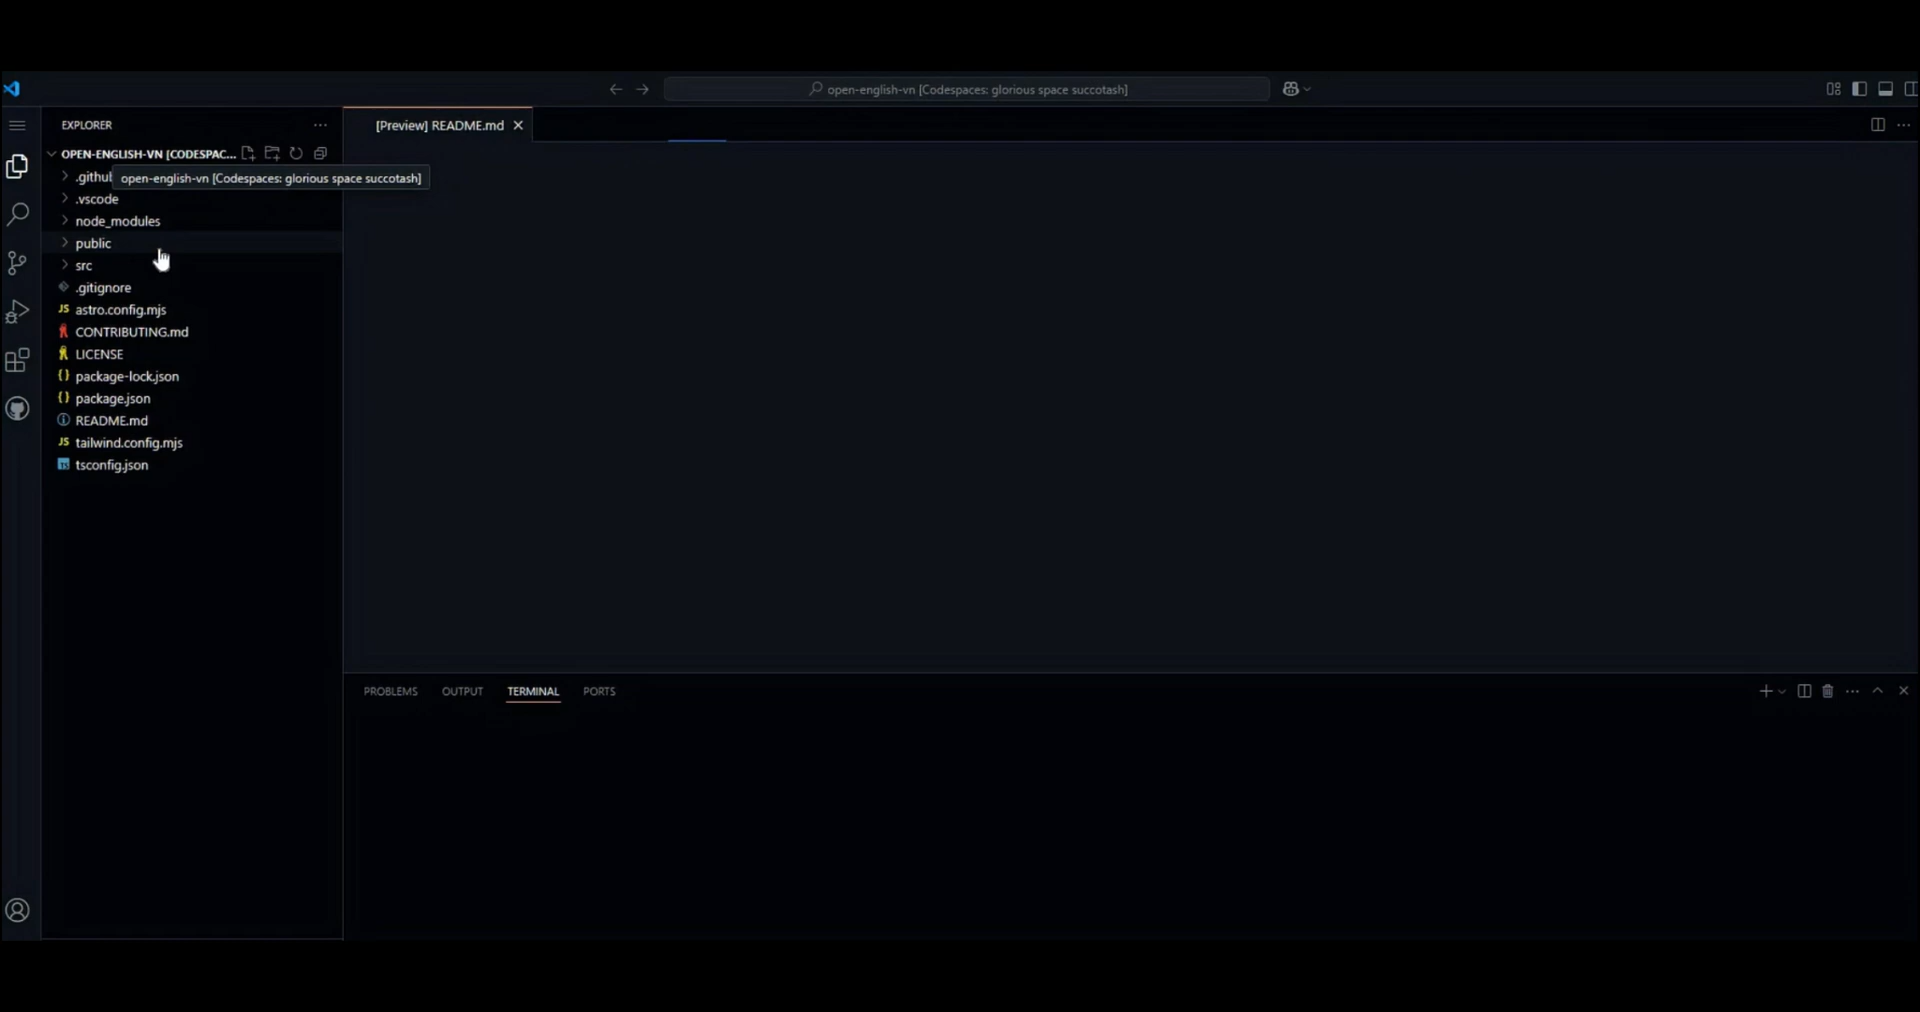 open-english-vn [Codespaces: glorious space succotash]
EXPLORER
[Preview] README.md
OPEN-ENGLISH-VN [CODESPAC...
.github
open-english-vn [Codespaces: glorious space succotash]
.vscode
node_modules
public
src
.gitignore
JS astro.config.mjs
CONTRIBUTING.md
LICENSE
{} package-lock.json
{} package.json
README.md
JS tailwind.config.mjs
TS tsconfig.json
PROBLEMS OUTPUT TERMINAL PORTS